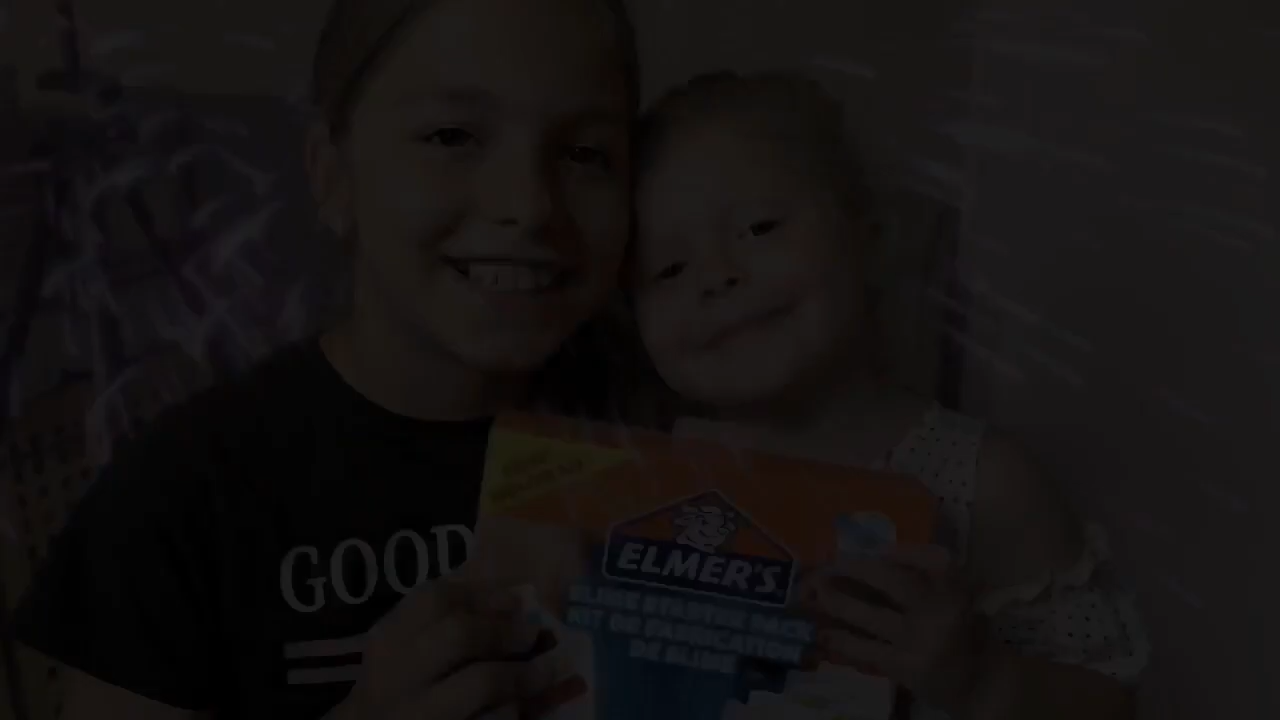 GOOD
ELMER'S
SLIME STARTER PACK
KIT DE FABRICATION
DE SLIME